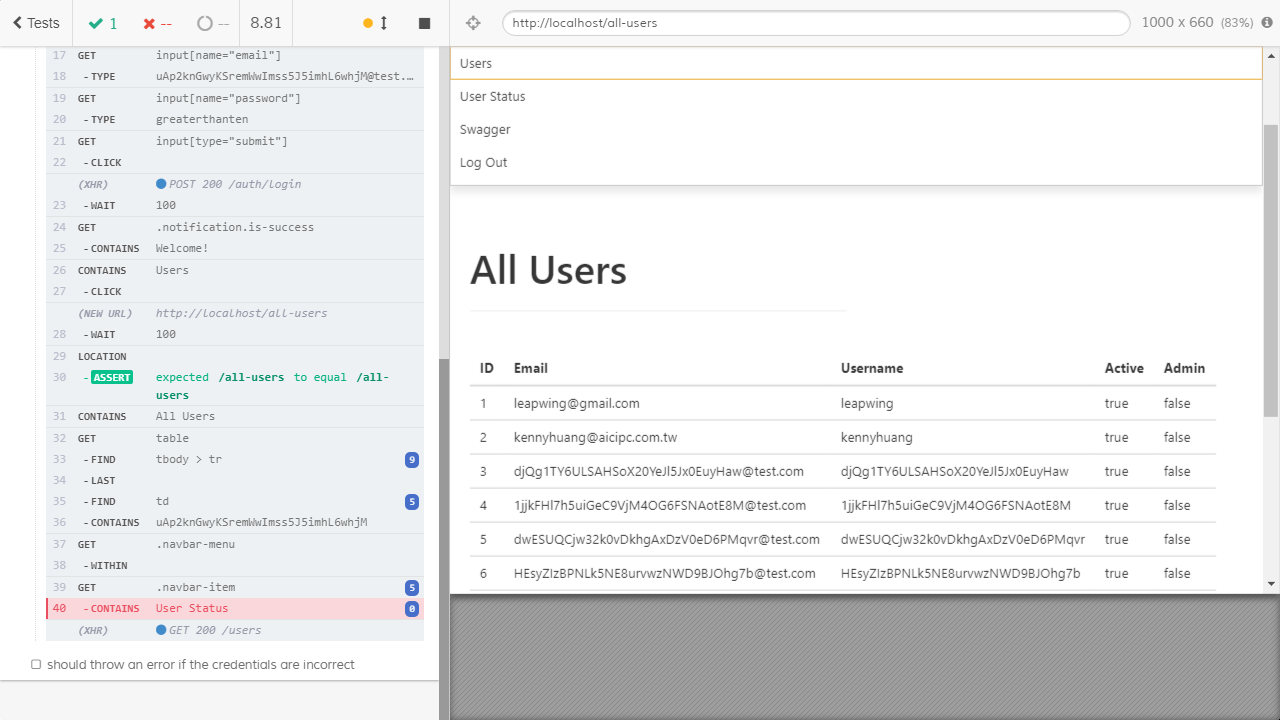 Tests 1 -- -- 8.81
http://localhost/all-users 1000 x 660 (83%)
17 GET input[name="email"]
18 - TYPE uAp2knGwyKSremWwImss5J5imhL6whjM@test.…
19 GET input[name="password"]
20 - TYPE greaterthanten
21 GET input[type="submit"]
22 - CLICK
(XHR) POST 200 /auth/login
23 - WAIT 100
24 GET .notification.is-success
25 - CONTAINS Welcome!
26 CONTAINS Users
27 - CLICK
(NEW URL) http://localhost/all-users
28 - WAIT 100
29 LOCATION
30 - ASSERT expected /all-users to equal /all-
users
31 CONTAINS All Users
32 GET table
33 - FIND tbody > tr 9
34 - LAST
35 - FIND td 5
36 - CONTAINS uAp2knGwyKSremWwImss5J5imhL6whjM
37 GET .navbar-menu
38 - WITHIN
39 GET .navbar-item 5
40 - CONTAINS User Status 0
(XHR) GET 200 /users
should throw an error if the credentials are incorrect
Users
User Status
Swagger
Log Out
All Users
ID Email Username Active Admin
1 leapwing@gmail.com leapwing true false
2 kennyhuang@aicipc.com.tw kennyhuang true false
3 djQg1TY6ULSAHSoX20YeJl5Jx0EuyHaw@test.com djQg1TY6ULSAHSoX20YeJl5Jx0EuyHaw true false
4 1jjkFHl7h5uiGeC9VjM4OG6FSNAotE8M@test.com 1jjkFHl7h5uiGeC9VjM4OG6FSNAotE8M true false
5 dwESUQCjw32k0vDkhgAxDzV0eD6PMqvr@test.com dwESUQCjw32k0vDkhgAxDzV0eD6PMqvr true false
6 HEsyZIzBPNLk5NE8urvwzNWD9BJOhg7b@test.com HEsyZIzBPNLk5NE8urvwzNWD9BJOhg7b true false